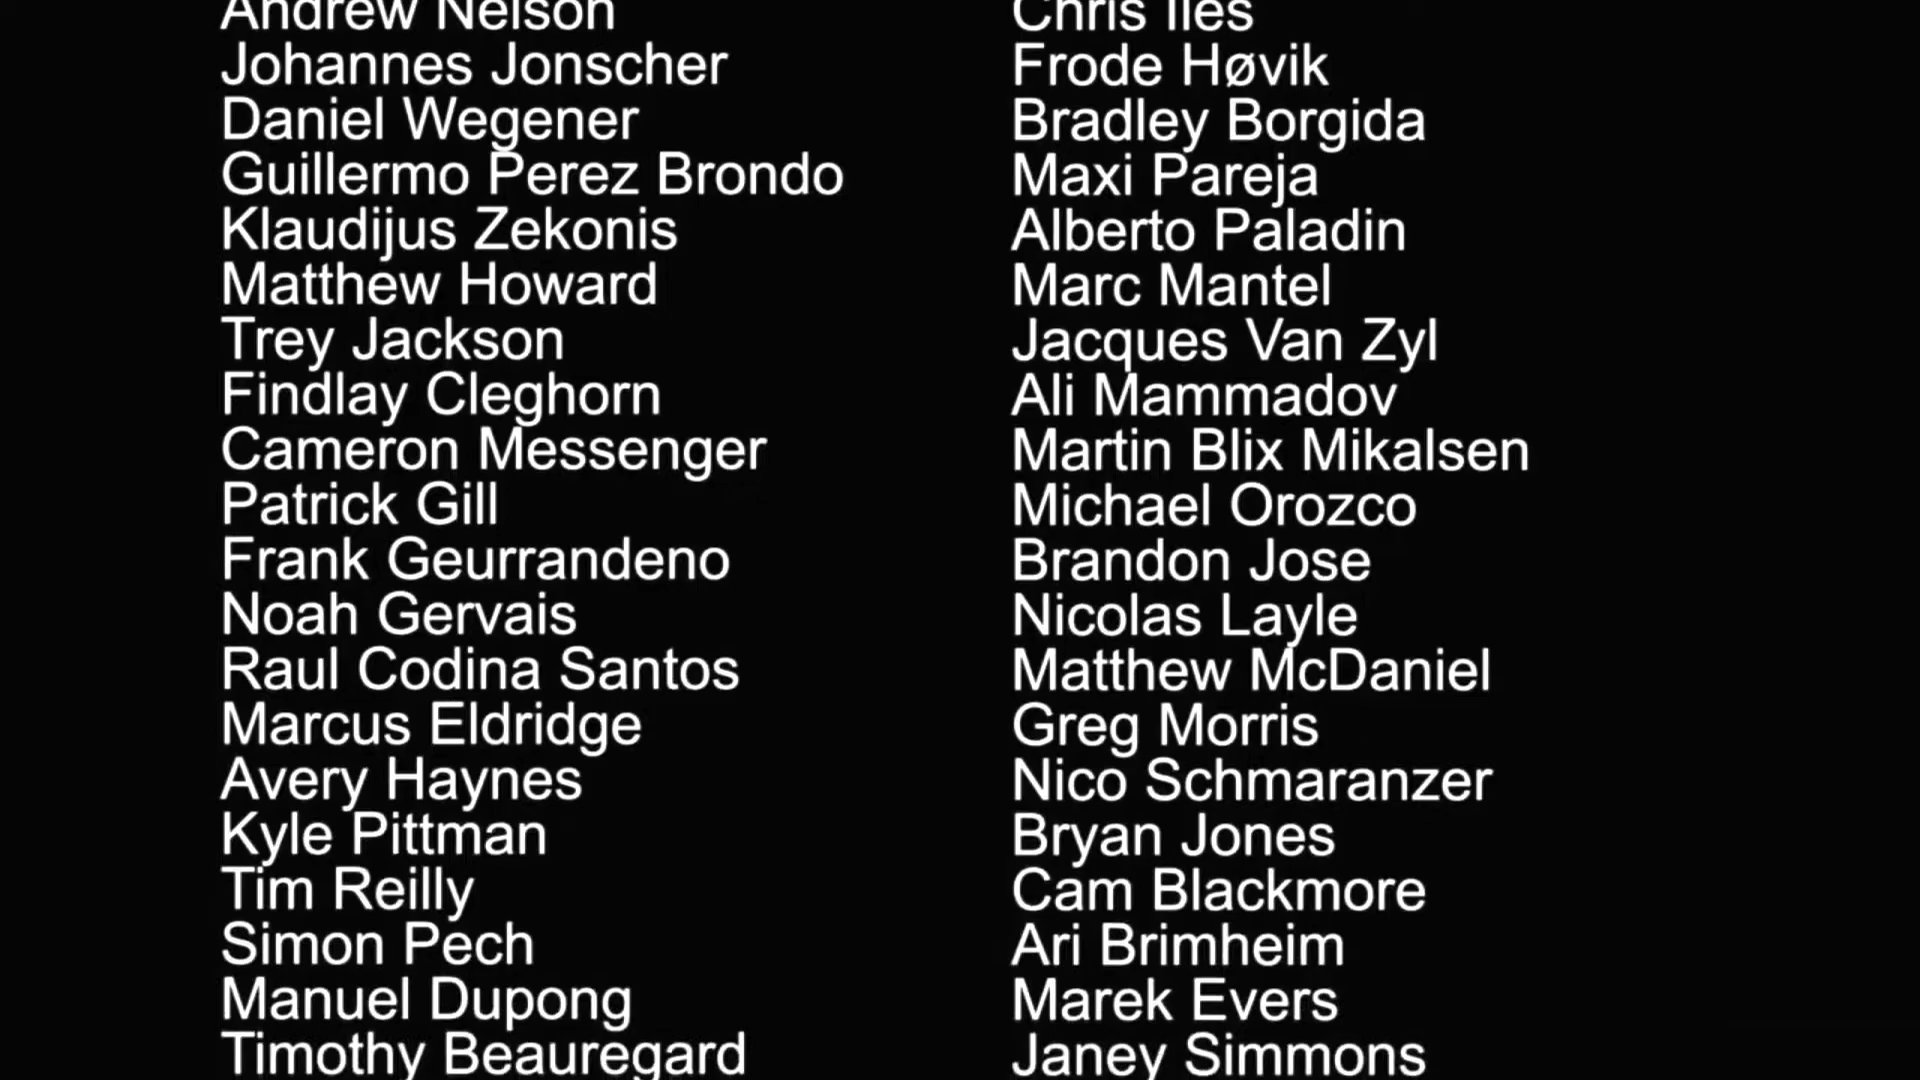 Andrew Nelson
Johannes Jonscher
Daniel Wegener
Guillermo Perez Brondo
Klaudijus Zekonis
Matthew Howard
Trey Jackson
Findlay Cleghorn
Cameron Messenger
Patrick Gill
Frank Geurrandeno
Noah Gervais
Raul Codina Santos
Marcus Eldridge
Avery Haynes
Kyle Pittman
Tim Reilly
Simon Pech
Manuel Dupong
Timothy Beauregard
Chris Iles
Frode Høvik
Bradley Borgida
Maxi Pareja
Alberto Paladin
Marc Mantel
Jacques Van Zyl
Ali Mammadov
Martin Blix Mikalsen
Michael Orozco
Brandon Jose
Nicolas Layle
Matthew McDaniel
Greg Morris
Nico Schmaranzer
Bryan Jones
Cam Blackmore
Ari Brimheim
Marek Evers
Janey Simmons